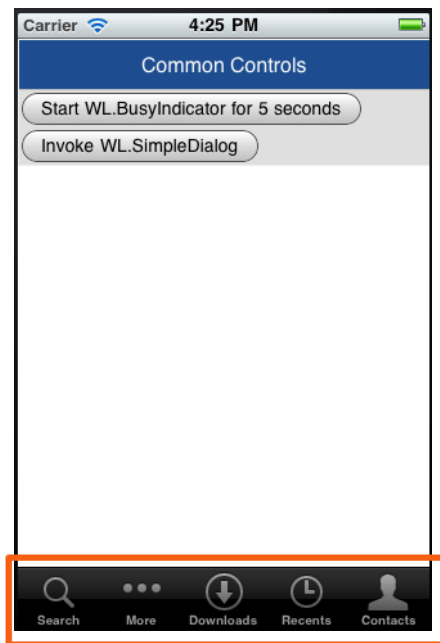 Carrier 4:25 PM
Common Controls
Start WL.BusyIndicator for 5 seconds
Invoke WL.SimpleDialog
Search More Downloads Recents Contacts